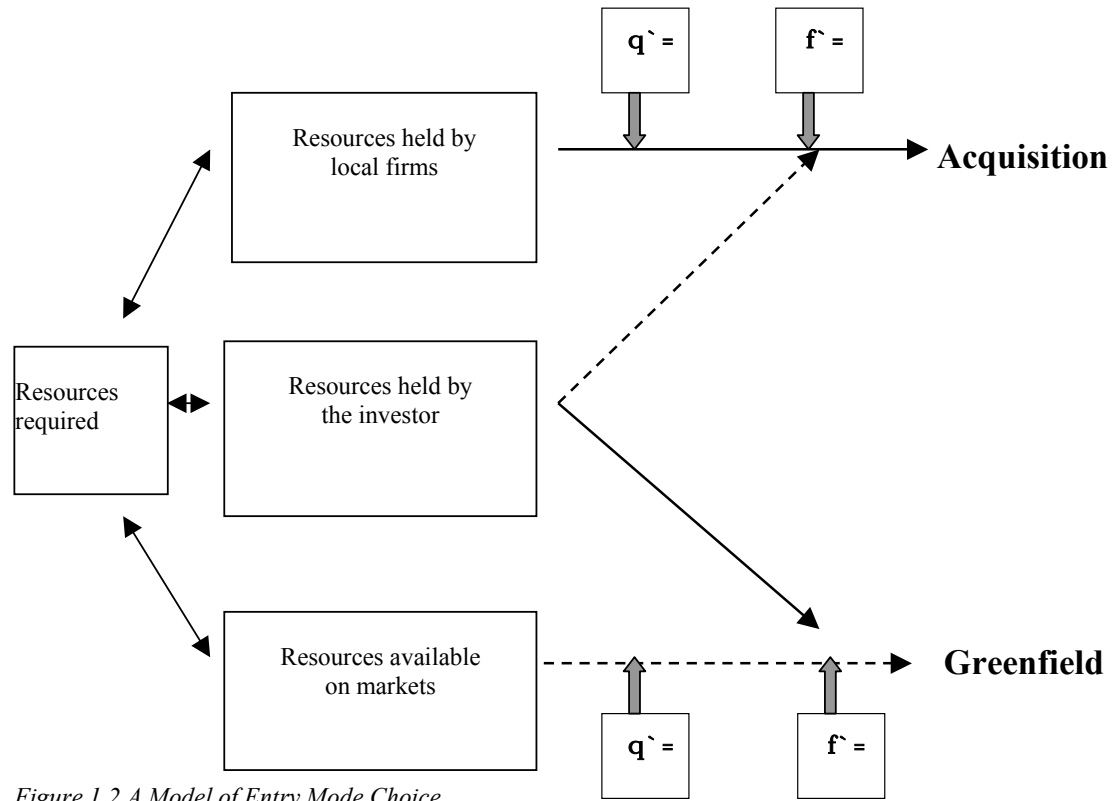 q` =
f` =
Resources held by
local firms
Acquisition
Resources
required
Resources held by
the investor
Resources available
on markets
Greenfield
q` =
f` =
Figure 1.2 A Model of Entry Mode Choice